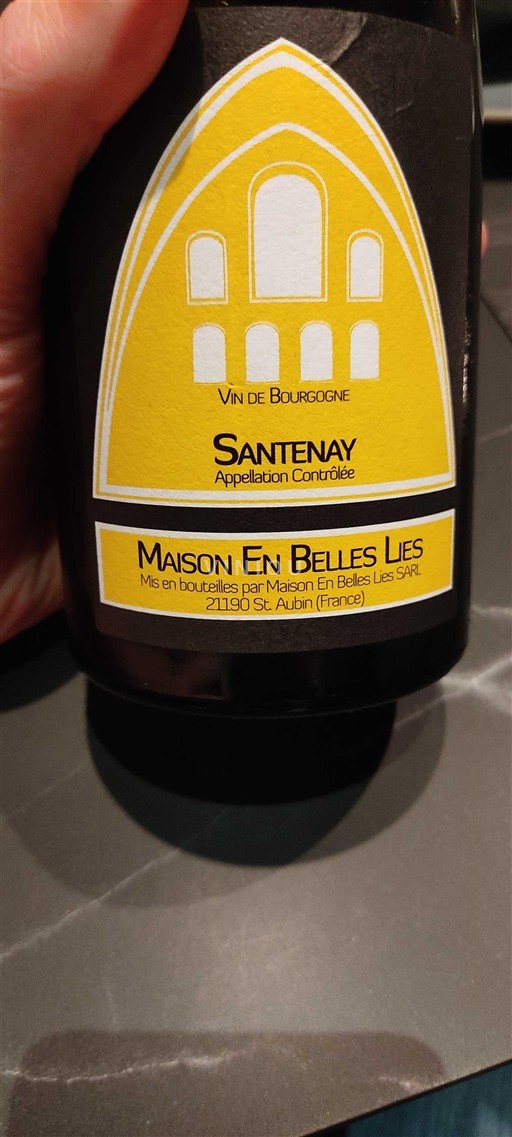 Vin de Bourgogne
Santenay
Appellation Contrôlée
Maison En Belles Lies
Mis en bouteilles par Maison En Belles Lies SARL
21190 St. Aubin (France)